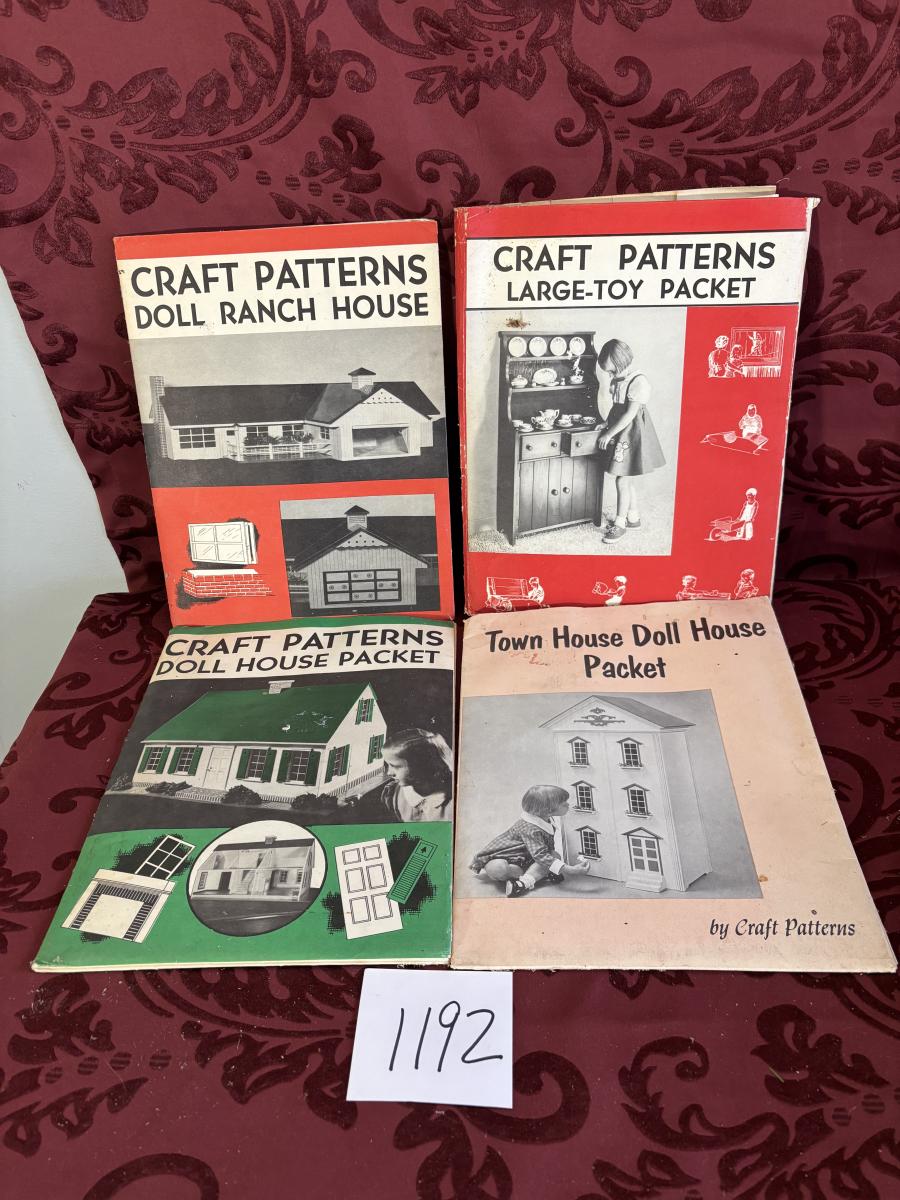 CRAFT PATTERNS
DOLL RANCH HOUSE
CRAFT PATTERNS
LARGE-TOY PACKET
CRAFT PATTERNS
DOLL HOUSE PACKET
Town House Doll House
Packet
by Craft Patterns
1192